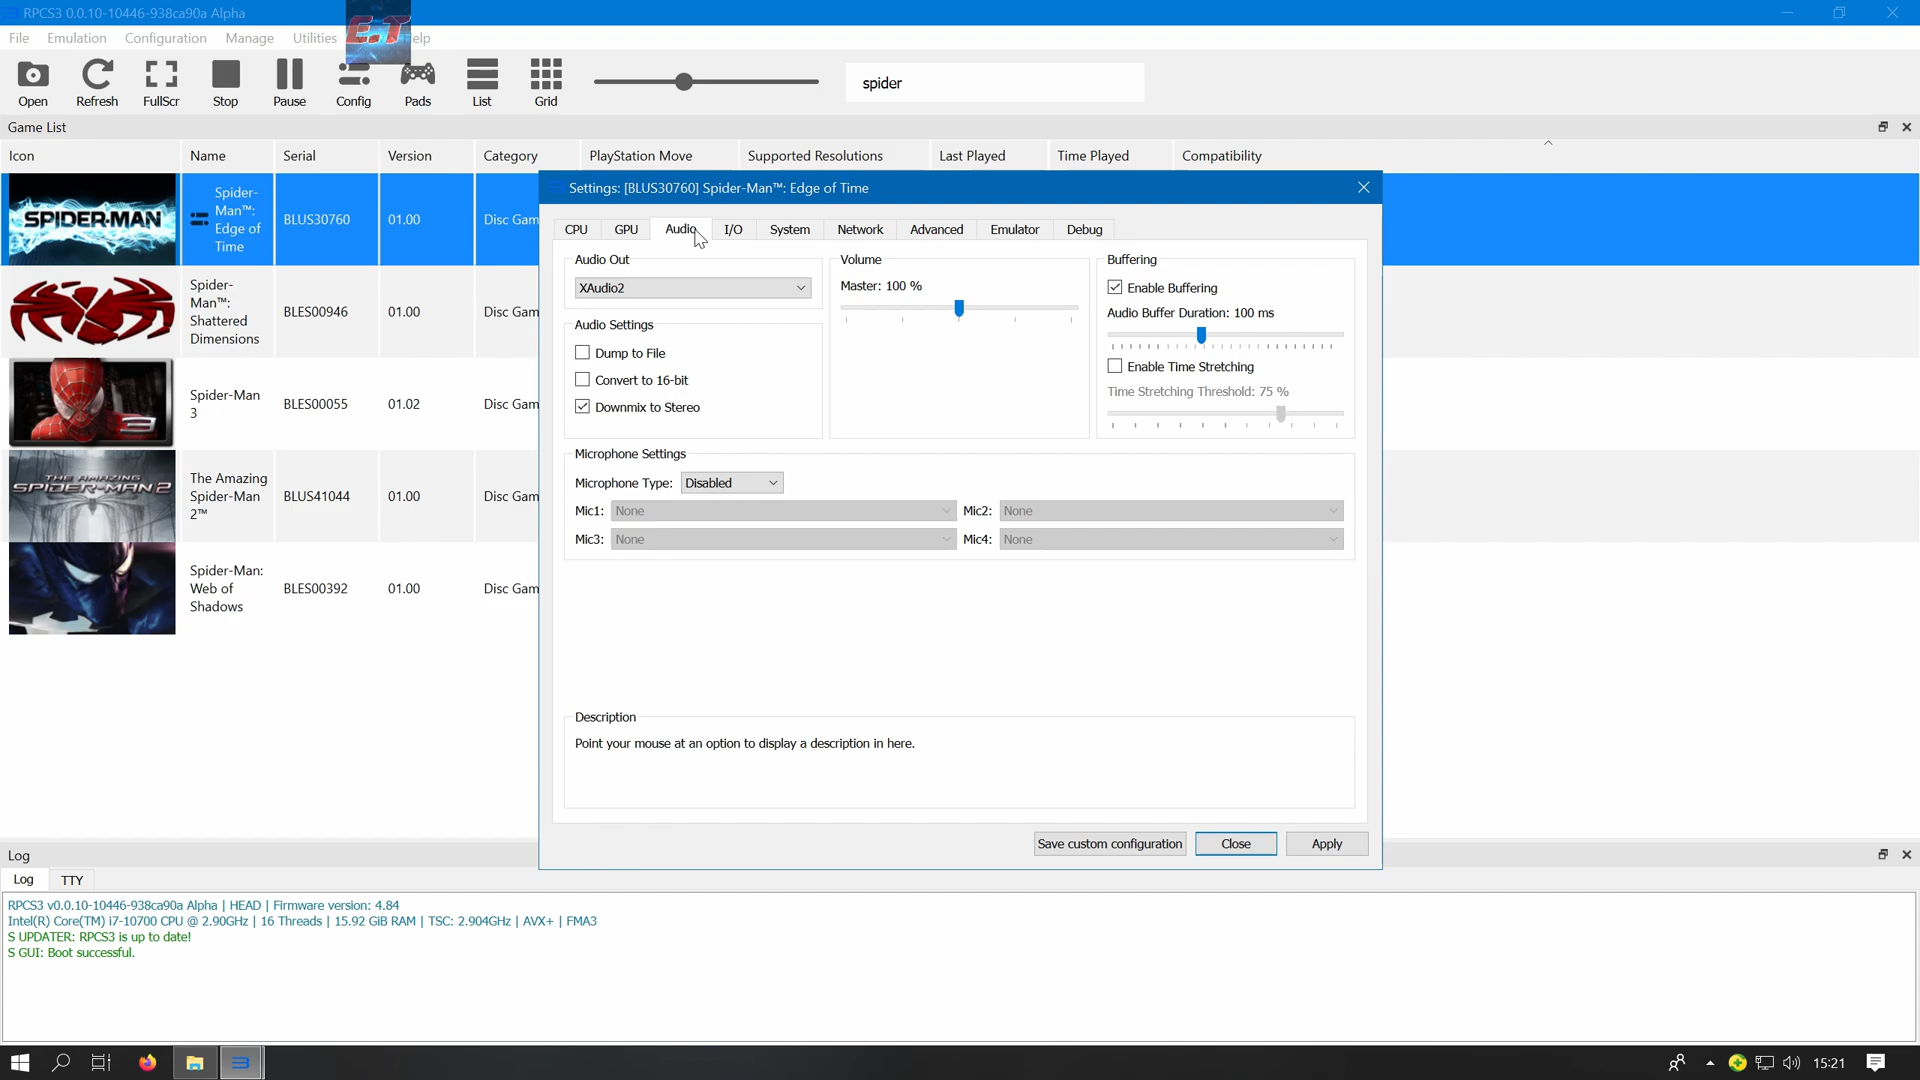 RPCS3 0.0.10-10446-938ca90a Alpha
File Emulation Configuration Manage Utilities elp
E.T
Open Refresh FullScr Stop Pause Config Pads List Grid spider
Game List
Icon Name Serial Version Category PlayStation Move Supported Resolutions Last Played Time Played Compatibility
SPIDER-MAN
Spider-
Man™:
Edge of
Time
BLUS30760 01.00 Disc Gam
Spider-
Man™:
Shattered
Dimensions
BLES00946 01.00 Disc Gam
3
Spider-Man
3
BLES00055 01.02 Disc Gam
THE AMAZING
SPIDER-MAN 2
The Amazing
Spider-Man
2™
BLUS41044 01.00 Disc Gam
Spider-Man:
Web of
Shadows
BLES00392 01.00 Disc Gam
Settings: [BLUS30760] Spider-Man™: Edge of Time
CPU GPU Audio I/O System Network Advanced Emulator Debug
Audio Out
XAudio2
Audio Settings
Dump to File
Convert to 16-bit
Downmix to Stereo
Volume
Master: 100 %
Buffering
Enable Buffering
Audio Buffer Duration: 100 ms
Enable Time Stretching
Time Stretching Threshold: 75 %
Microphone Settings
Microphone Type: Disabled
Mic1: None Mic2: None
Mic3: None Mic4: None
Description
Point your mouse at an option to display a description in here.
Save custom configuration Close Apply
Log
Log TTY
RPCS3 v0.0.10-10446-938ca90a Alpha | HEAD | Firmware version: 4.84
Intel(R) Core(TM) i7-10700 CPU @ 2.90GHz | 16 Threads | 15.92 GiB RAM | TSC: 2.904GHz | AVX+ | FMA3
S UPDATER: RPCS3 is up to date!
S GUI: Boot successful.
15:21